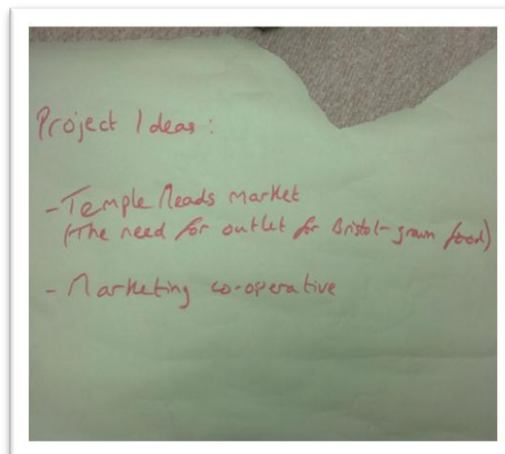 Project Ideas:
- Temple Meads market
(The need for outlet for Bristol-grown food)
- Marketing co-operative